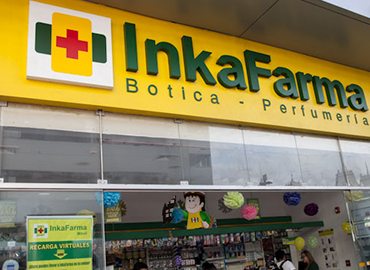 InkaFarma
Botica - Perfumería
InkaFarma
RECARGA VIRTUALES